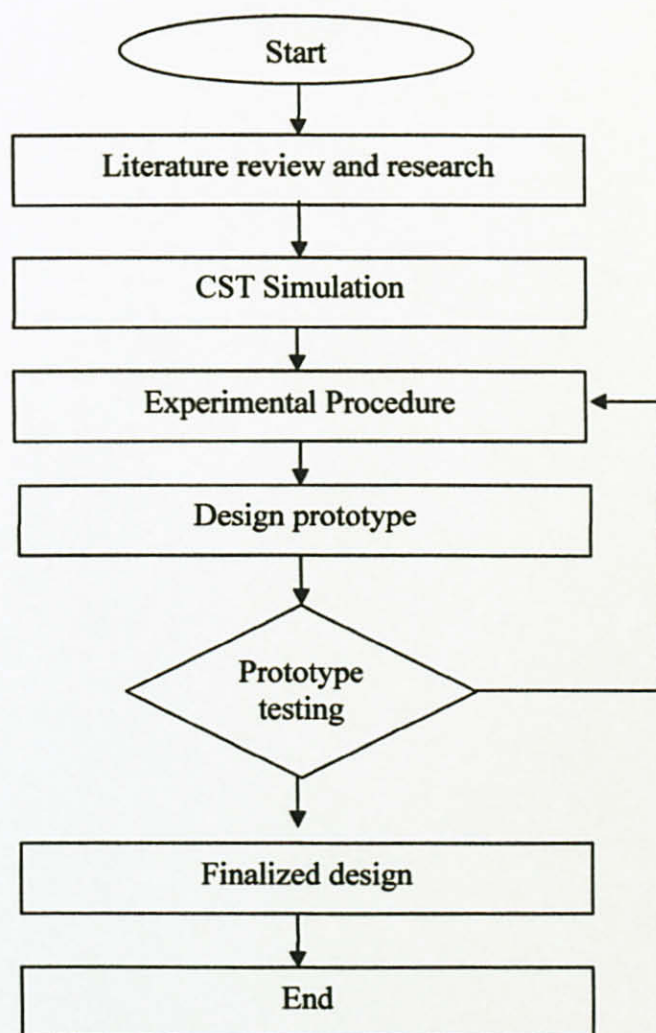 Start
Literature review and research
CST Simulation
Experimental Procedure
Design prototype
Prototype
testing
Finalized design
End